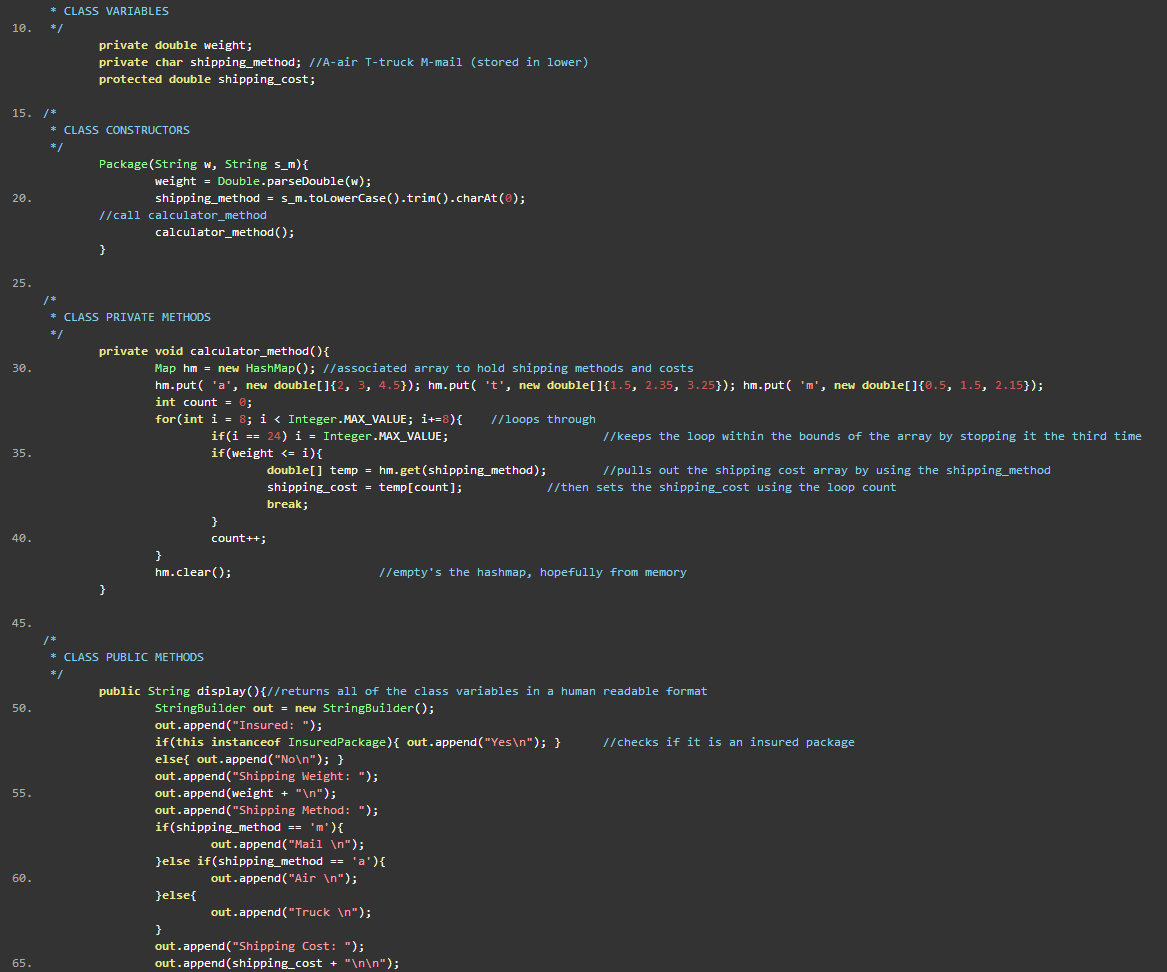 * CLASS VARIABLES
10. */
private double weight;
private char shipping_method; //A-air T-truck M-mail (stored in lower)
protected double shipping_cost;
15. /*
 * CLASS CONSTRUCTORS
 */
Package(String w, String s_m){
weight = Double.parseDouble(w);
20. shipping_method = s_m.toLowerCase().trim().charAt(0);
//call calculator_method
calculator_method();
}
25.
/*
 * CLASS PRIVATE METHODS
 */
private void calculator_method(){
30. Map hm = new HashMap(); //associated array to hold shipping methods and costs
hm.put( 'a', new double[]{2, 3, 4.5}); hm.put( 't', new double[]{1.5, 2.35, 3.25}); hm.put( 'm', new double[]{0.5, 1.5, 2.15});
int count = 0;
for(int i = 8; i < Integer.MAX_VALUE; i+=8){ //loops through
if(i == 24) i = Integer.MAX_VALUE; //keeps the loop within the bounds of the array by stopping it the third time
35. if(weight <= i){
double[] temp = hm.get(shipping_method); //pulls out the shipping cost array by using the shipping_method
shipping_cost = temp[count]; //then sets the shipping_cost using the loop count
break;
}
40. count++;
}
hm.clear(); //empty's the hashmap, hopefully from memory
}
45.
/*
 * CLASS PUBLIC METHODS
 */
public String display(){//returns all of the class variables in a human readable format
50. StringBuilder out = new StringBuilder();
out.append("Insured: ");
if(this instanceof InsuredPackage){ out.append("Yes\n"); } //checks if it is an insured package
else{ out.append("No\n"); }
out.append("Shipping Weight: ");
55. out.append(weight + "\n");
out.append("Shipping Method: ");
if(shipping_method == 'm'){
out.append("Mail \n");
}else if(shipping_method == 'a'){
60. out.append("Air \n");
}else{
out.append("Truck \n");
}
out.append("Shipping Cost: ");
65. out.append(shipping_cost + "\n\n");